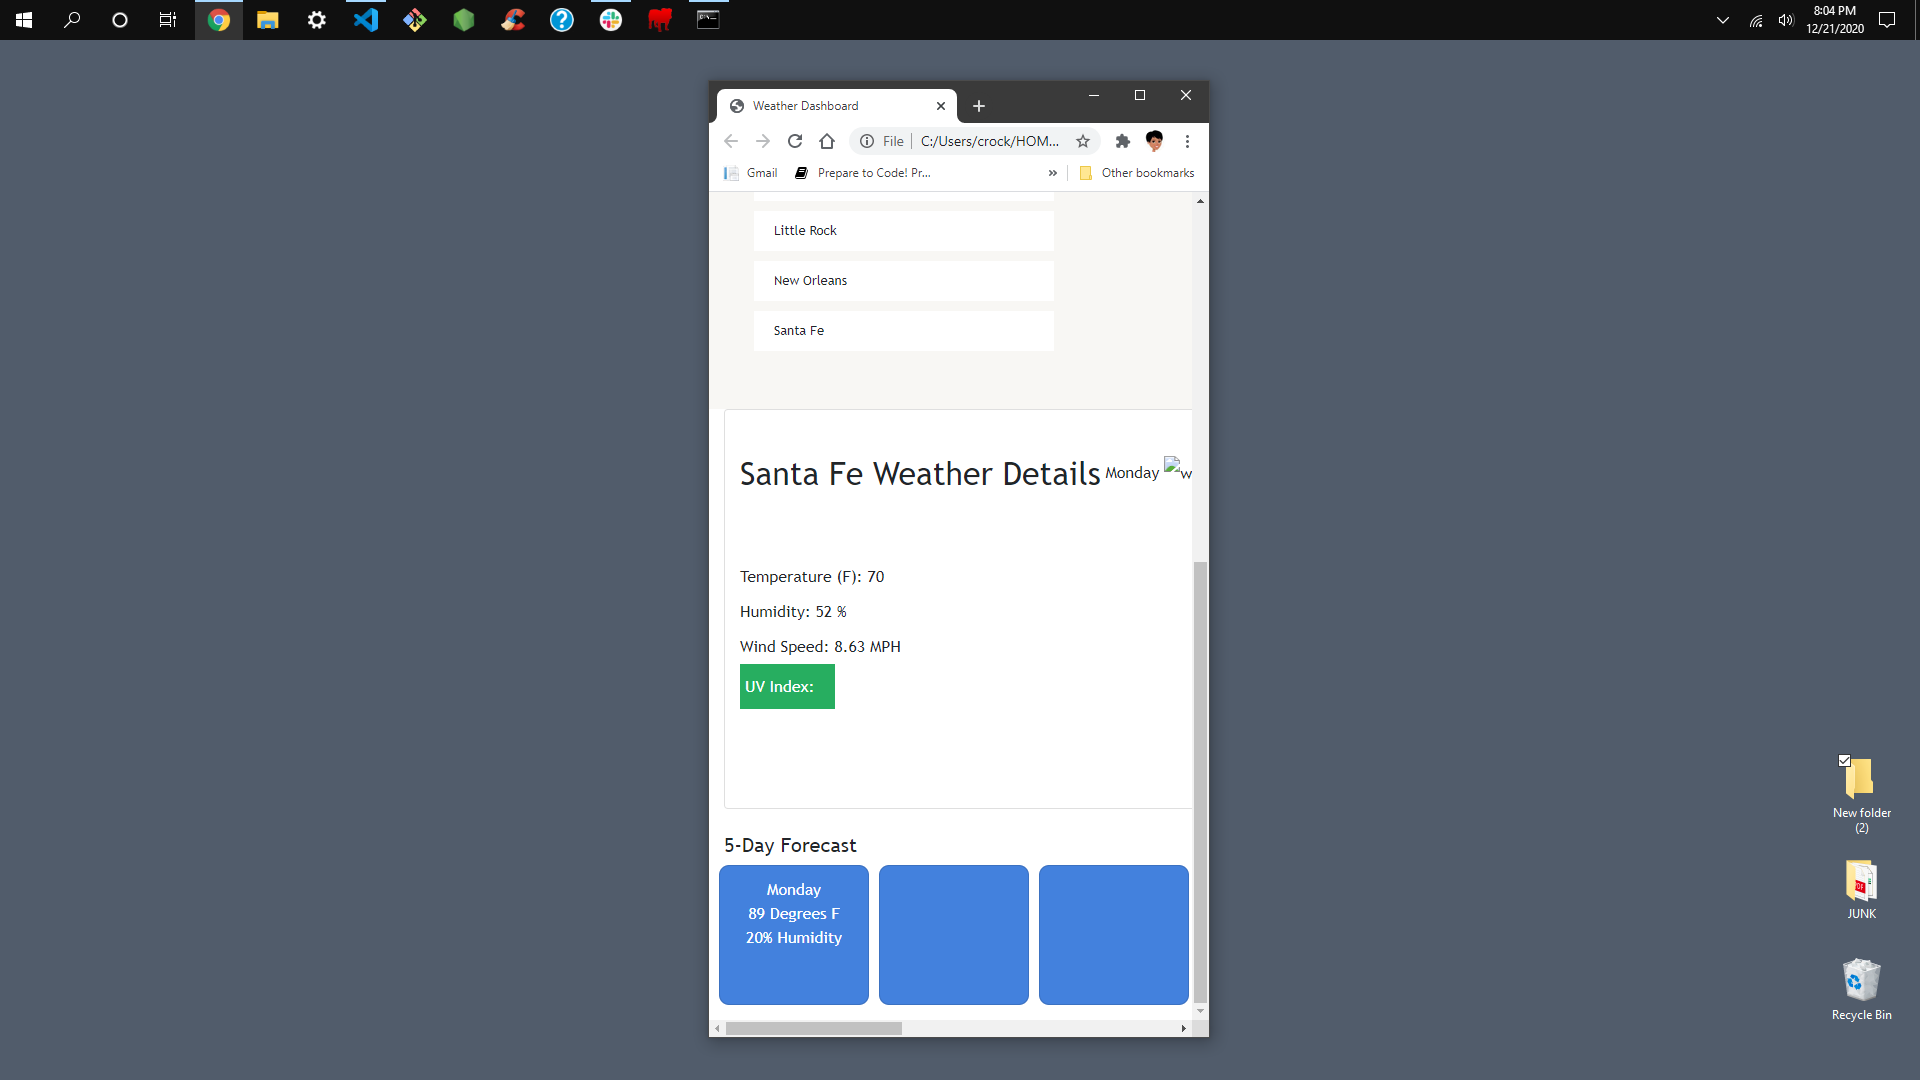 8:04 PM
12/21/2020
Weather Dashboard
File
C:/Users/crock/HOM...
Gmail
Prepare to Code! Pr...
»
Other bookmarks
Little Rock
New Orleans
Santa Fe
Santa Fe Weather Details Monday w
Temperature (F): 70
Humidity: 52 %
Wind Speed: 8.63 MPH
UV Index:
5-Day Forecast
Monday
89 Degrees F
20% Humidity
New folder
(2)
JUNK
Recycle Bin